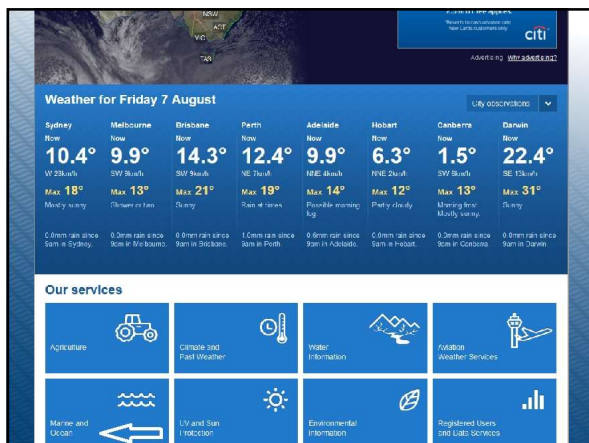 NSW
ACT
VIC
TAS
citi
Advertising Why advertising?
Weather for Friday 7 August
City observations
Sydney Melbourne Brisbane Perth Adelaide Hobart Canberra Darwin
Now Now Now Now Now Now Now Now
10.4° 9.9° 14.3° 12.4° 9.9° 6.3° 1.5° 22.4°
W 23km/h SW 9km/h SW 9km/h NE 7km/h NNE 4km/h NNE 2km/h SW 6km/h SE 13km/h
Max 18° Max 13° Max 21° Max 19° Max 14° Max 12° Max 13° Max 31°
Mostly sunny. Shower or two. Sunny. Rain at times. Possible morning Partly cloudy. Morning frost. Sunny.
fog. Mostly sunny.
0.0mm rain since 0.0mm rain since 0.0mm rain since 1.0mm rain since 0.6mm rain since 0.0mm rain since 0.0mm rain since 0.0mm rain since
9am in Sydney. 9am in Melbourne. 9am in Brisbane. 9am in Perth. 9am in Adelaide. 9am in Hobart. 9am in Canberra. 9am in Darwin.
Our services
Agriculture
Climate and
Past Weather
Water
Information
Aviation
Weather Services
Marine and
Ocean
UV and Sun
Protection
Environmental
Information
Registered Users
and Data Services